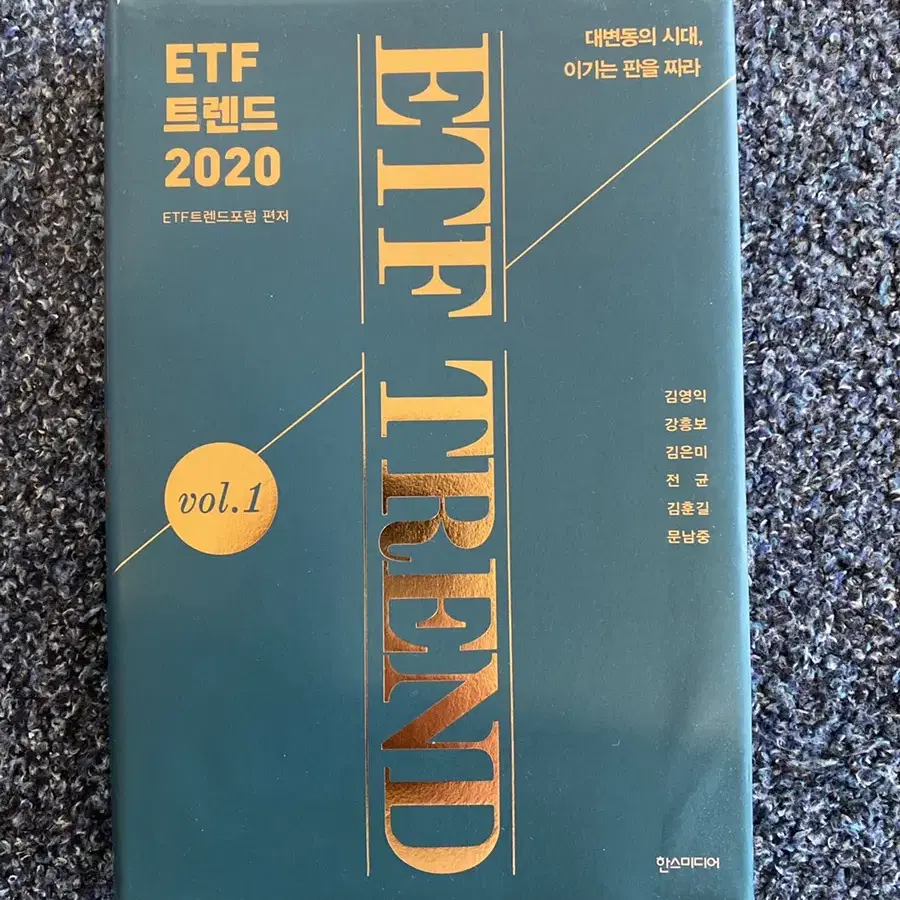 ETF
트렌드
2020
ETF트렌드포럼 편저
대변동의 시대,
이기는 판을 짜라
ETF TREND
vol.1
김영익
강흥보
김은미
전 균
김훈길
문남중
한스미디어